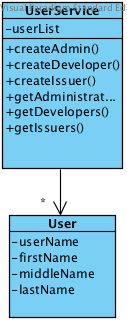 UserService
-userList
+createAdmin()
+createDeveloper()
+createIssuer()
+getAdministrat...
+getDevelopers()
+getIssuers()
*
User
-userName
-firstName
-middleName
-lastName